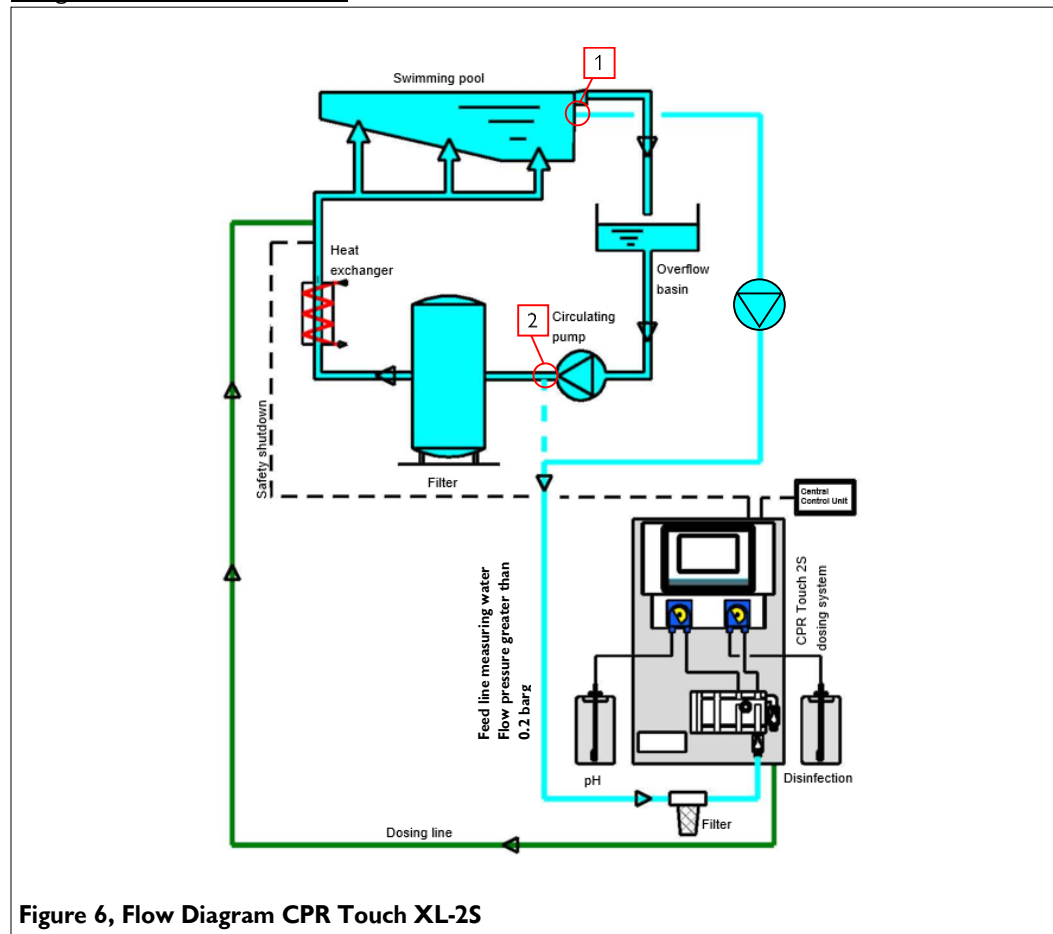 1
Swimming pool
Heat
exchanger
Overflow
basin
2
Circulating
pump
Safety shutdown
Filter
Central
Control Unit
CPR Touch 2S
dosing system
Feed line measuring water
Flow pressure greater than
0.2 barg
pH
Disinfection
Filter
Dosing line
Figure 6, Flow Diagram CPR Touch XL-2S